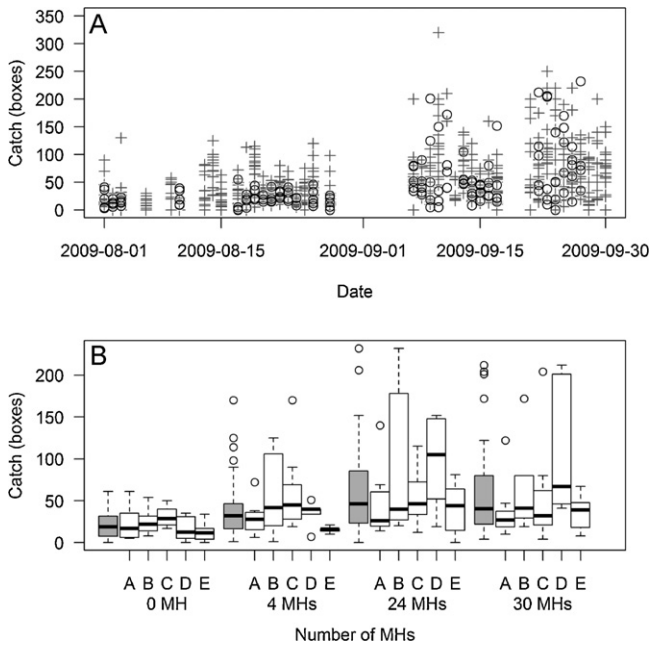 A
350
300
250
200
150
100
50
0
Catch (boxes)
2009-08-01 2009-08-15 2009-09-01 2009-09-15 2009-09-30
Date
B
200
150
100
50
0
Catch (boxes)
A B C D E A B C D E A B C D E A B C D E
0 MH 4 MHs 24 MHs 30 MHs
Number of MHs